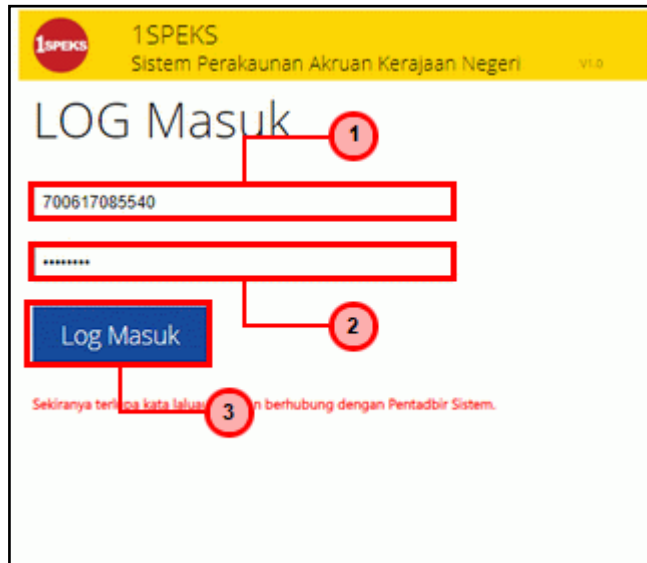 1SPEKS
1SPEKS
Sistem Perakaunan Akruan Kerajaan Negeri V1.0
LOG Masuk
1
700617085540
••••••••
2
Log Masuk
3
Sekiranya terlupa kata berhubung dengan Pentadbir Sistem.